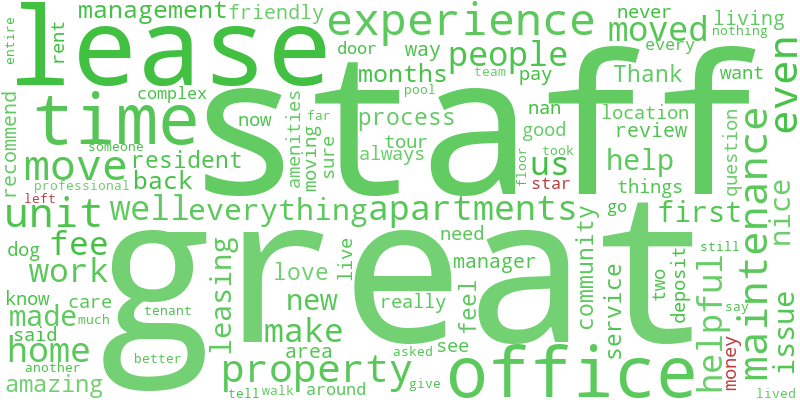 entire
rent
management
friendly
experience
never
moved
living
nothing
lease
door
way
people
every
even
months
pay
Thank
want
team
staff
complex
pool
recommend
time
now
amenities
far
process
nan
location
someone
moving
sure
tour
good
review
question
maintenance
move
resident
always
floor
took
us
help
professional
back
star
things
nice
left
unit
well
everything
apartments
go
first
dog
fee
great
need
community
still
work
leasing
love
live
manager
service
two
deposit
helpful
issue
know
care
new
really
feel
say
made
much
tenant
make
said
area
see
office
money
home
better
asked
another
property
amazing
tell
walk
around
give
lived